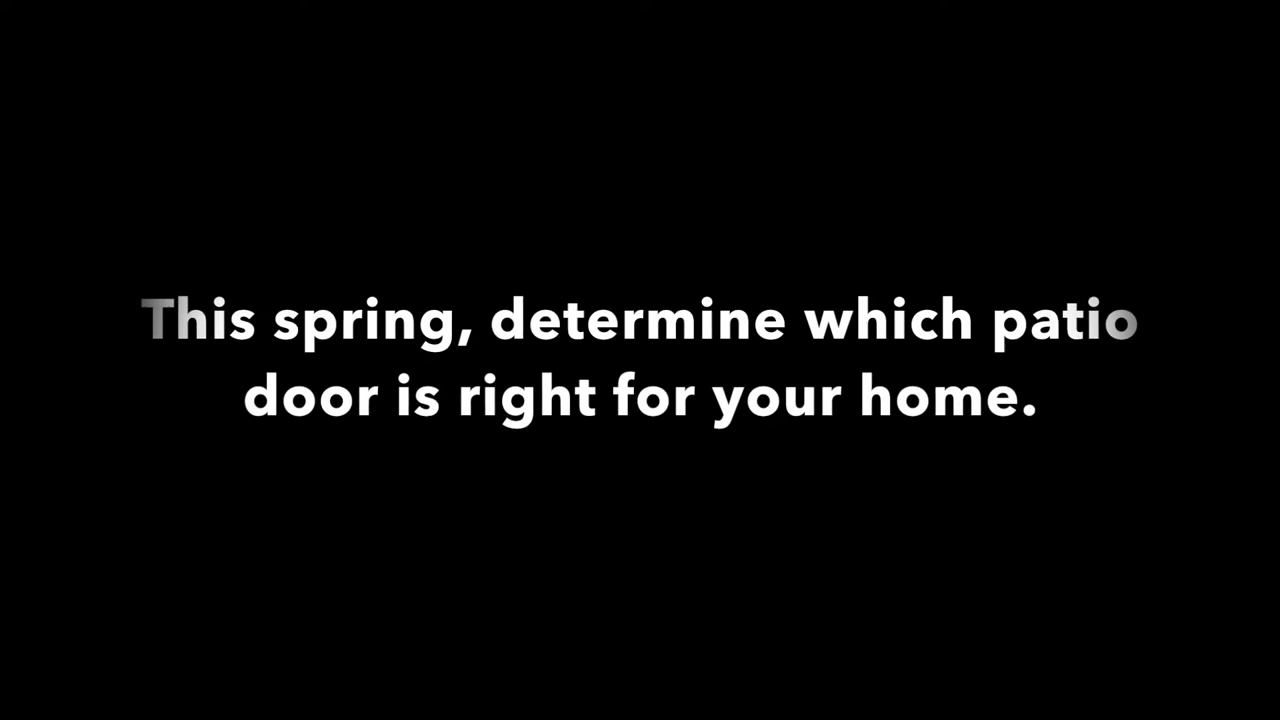 This spring, determine which patio
door is right for your home.